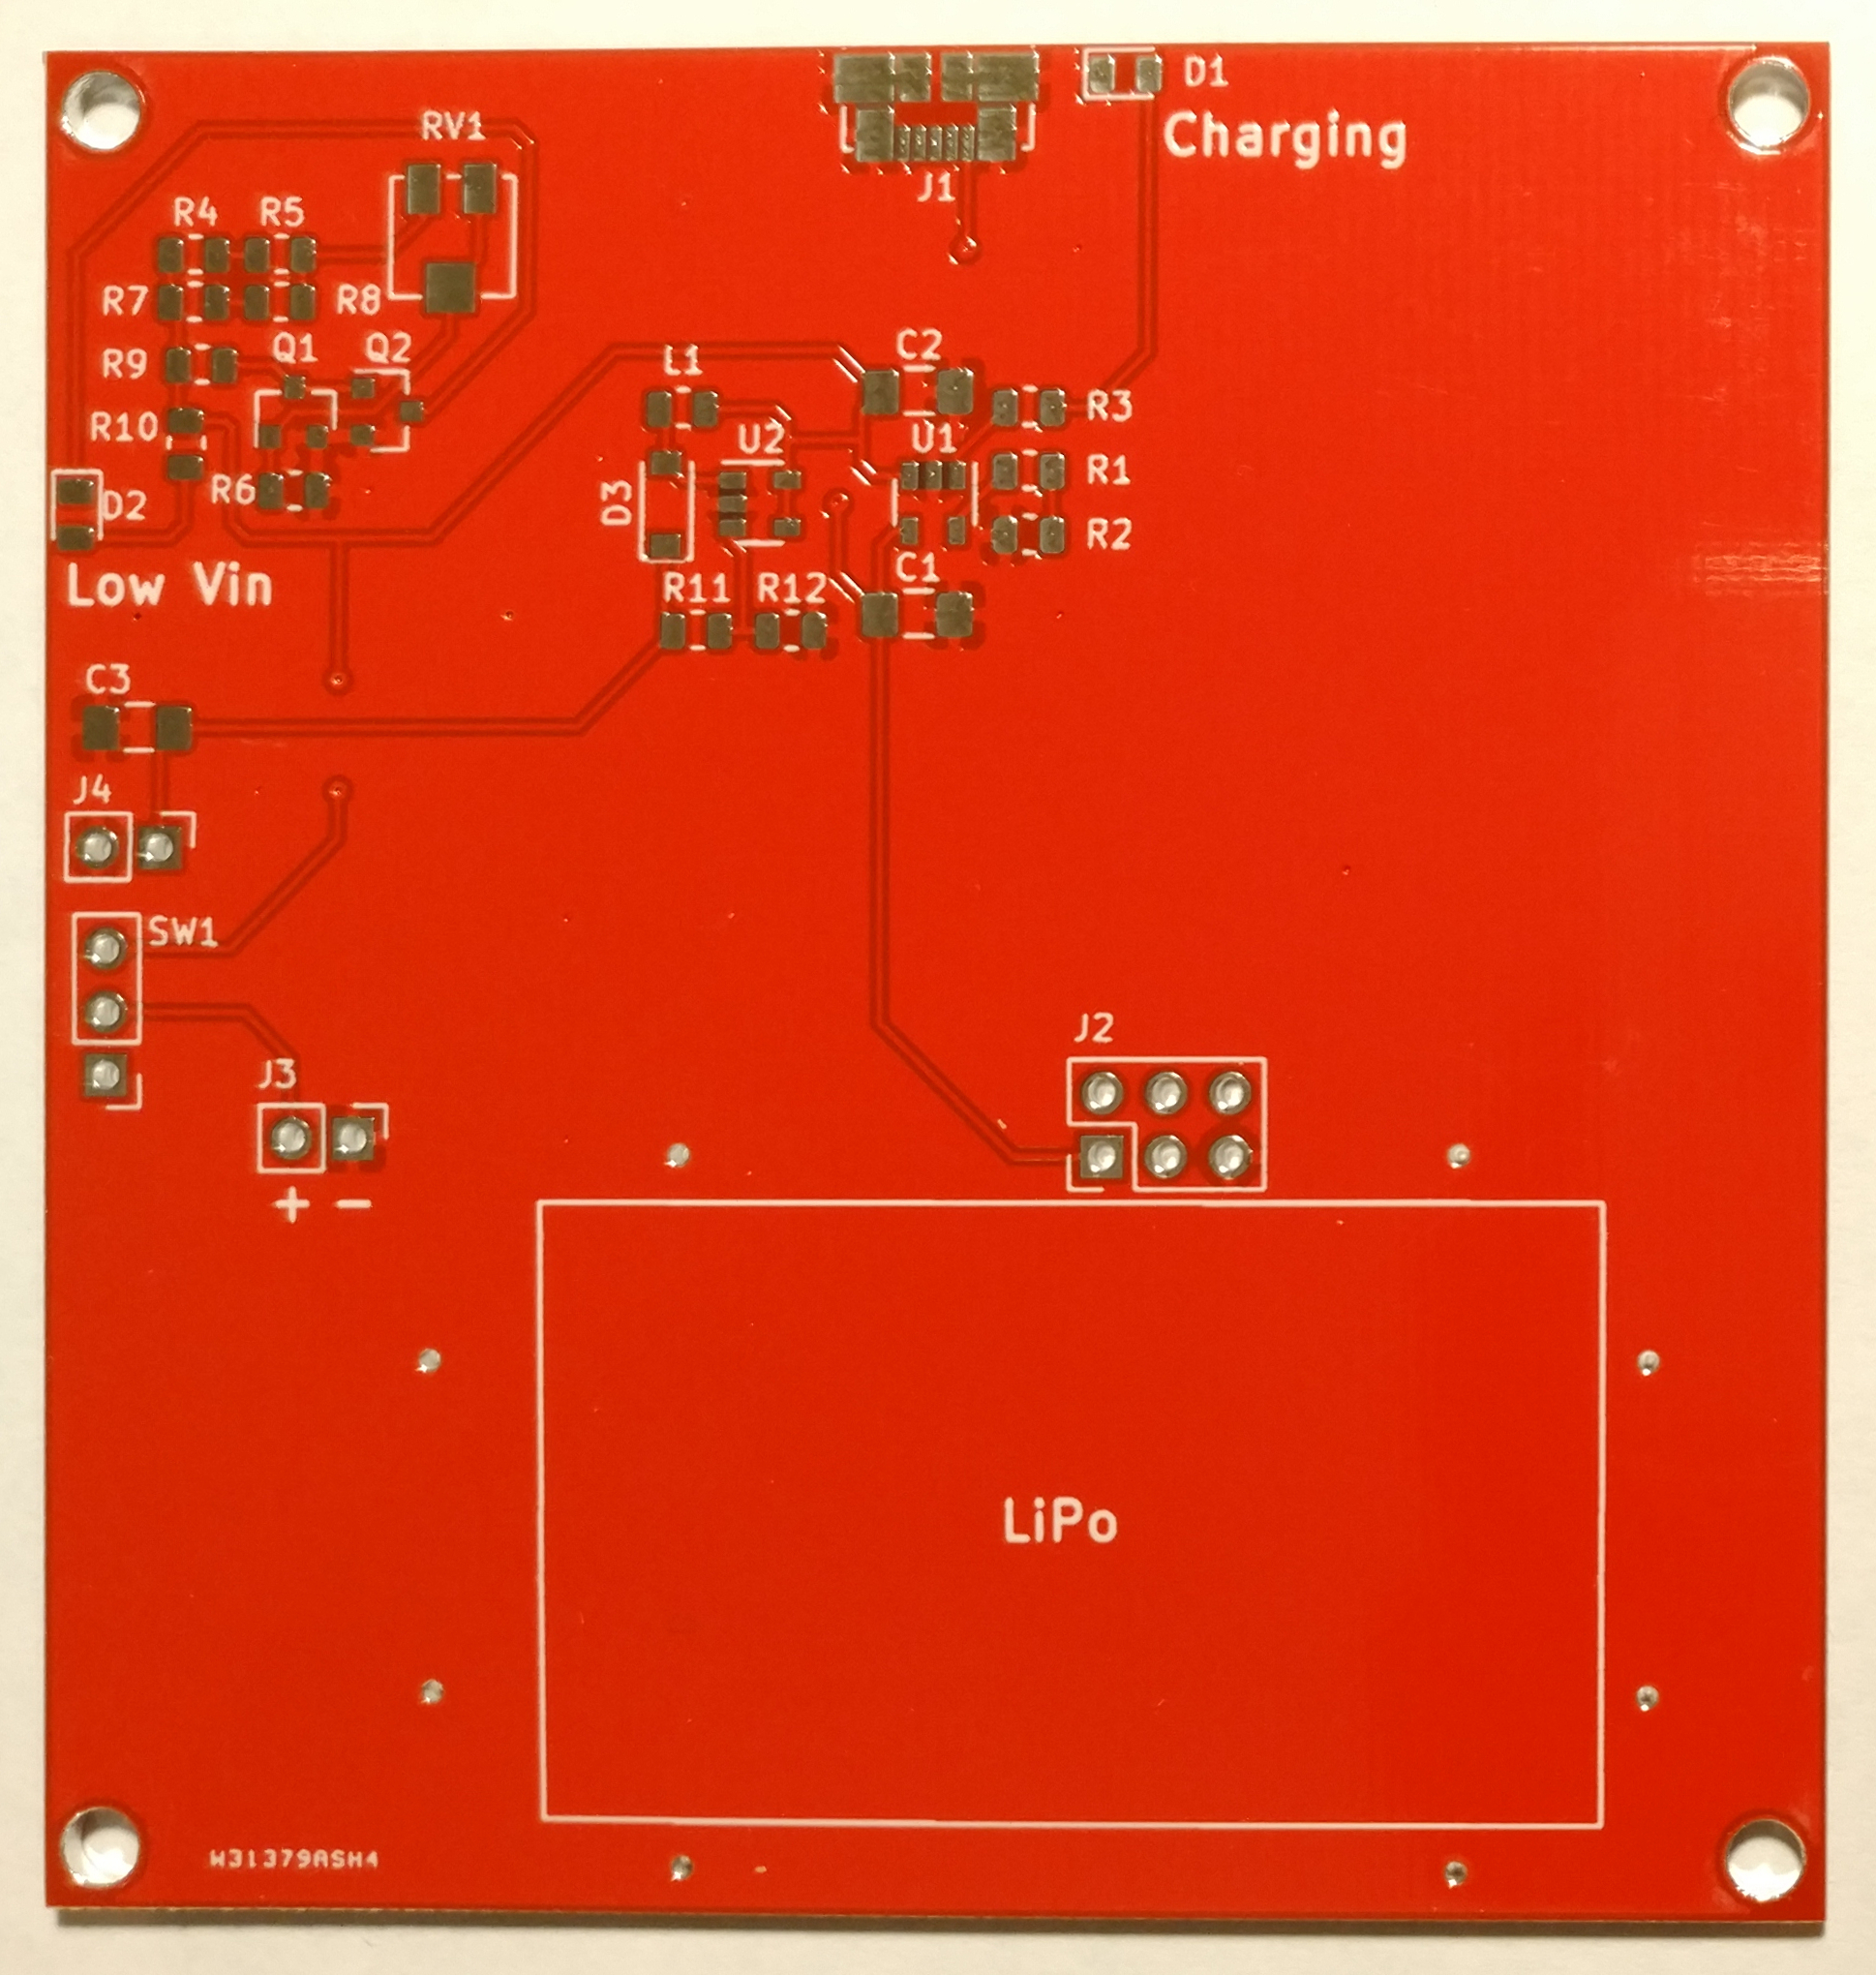 D1
Charging
RV1
J1
R4 R5
R7 R8
Q1 Q2
R9
C2
L1
R3
R10
U2 U1
R1
R6
D2
D3
R2
Low Vin
C1
R11 R12
C3
J4
SW1
J2
J3
+ -
LiPo
W31379ASH4